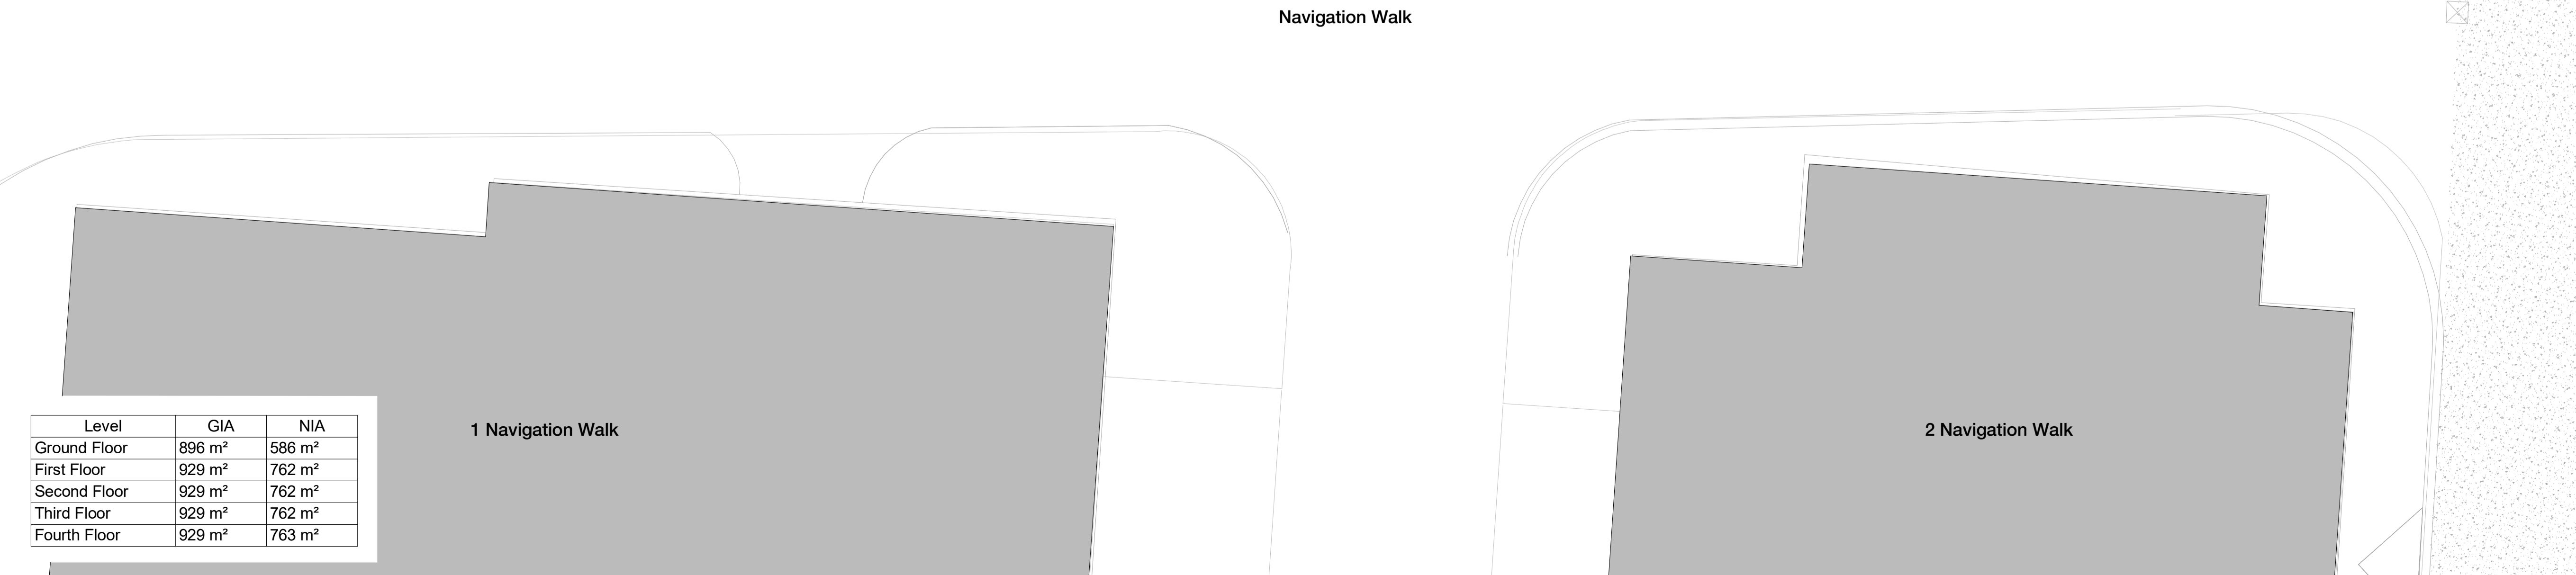 Navigation Walk
1 Navigation Walk
2 Navigation Walk
Level GIA NIA
Ground Floor 896 m² 586 m²
First Floor 929 m² 762 m²
Second Floor 929 m² 762 m²
Third Floor 929 m² 762 m²
Fourth Floor 929 m² 763 m²